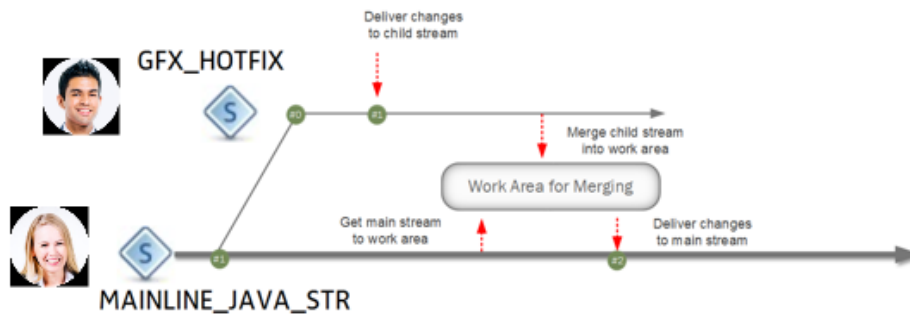 Deliver changes
to child stream
GFX_HOTFIX
S
#0
#1
Merge child stream
into work area
Work Area for Merging
Get main stream
to work area
Deliver changes
to main stream
S
#1
#2
MAINLINE_JAVA_STR